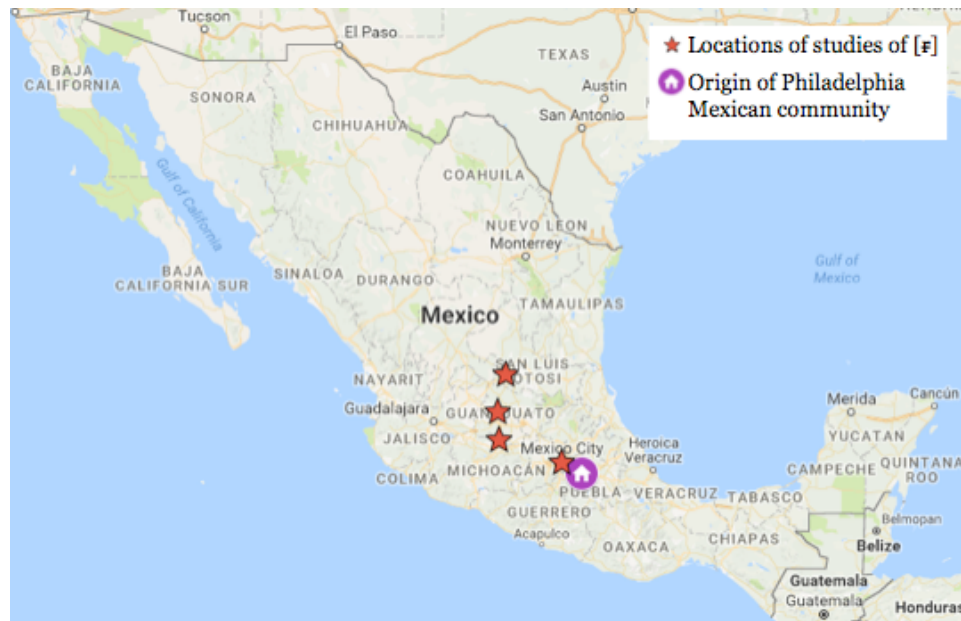 Tucson
El Paso
BAJA
CALIFORNIA
SONORA
TEXAS
Austin
San Antonio
★ Locations of studies of [r̝]
Origin of Philadelphia
Mexican community
CHIHUAHUA
COAHUILA
Gulf of California
NUEVO LEON
Monterrey
Gulf of
Mexico
BAJA
CALIFORNIA SUR
SINALOA
DURANGO
TAMAULIPAS
Mexico
SAN LUIS
POTOSI
NAYARIT
Guadalajara
GUANAJUATO
JALISCO
Mexico City
Heroica
Veracruz
COLIMA
MICHOACÁN
PUEBLA
VERACRUZ
TABASCO
GUERRERO
Acapulco
OAXACA
CHIAPAS
Merida
Cancún
YUCATAN
CAMPECHE
QUINTANA
ROO
Belmopan
Belize
Guatemala
Guatemala
Honduras